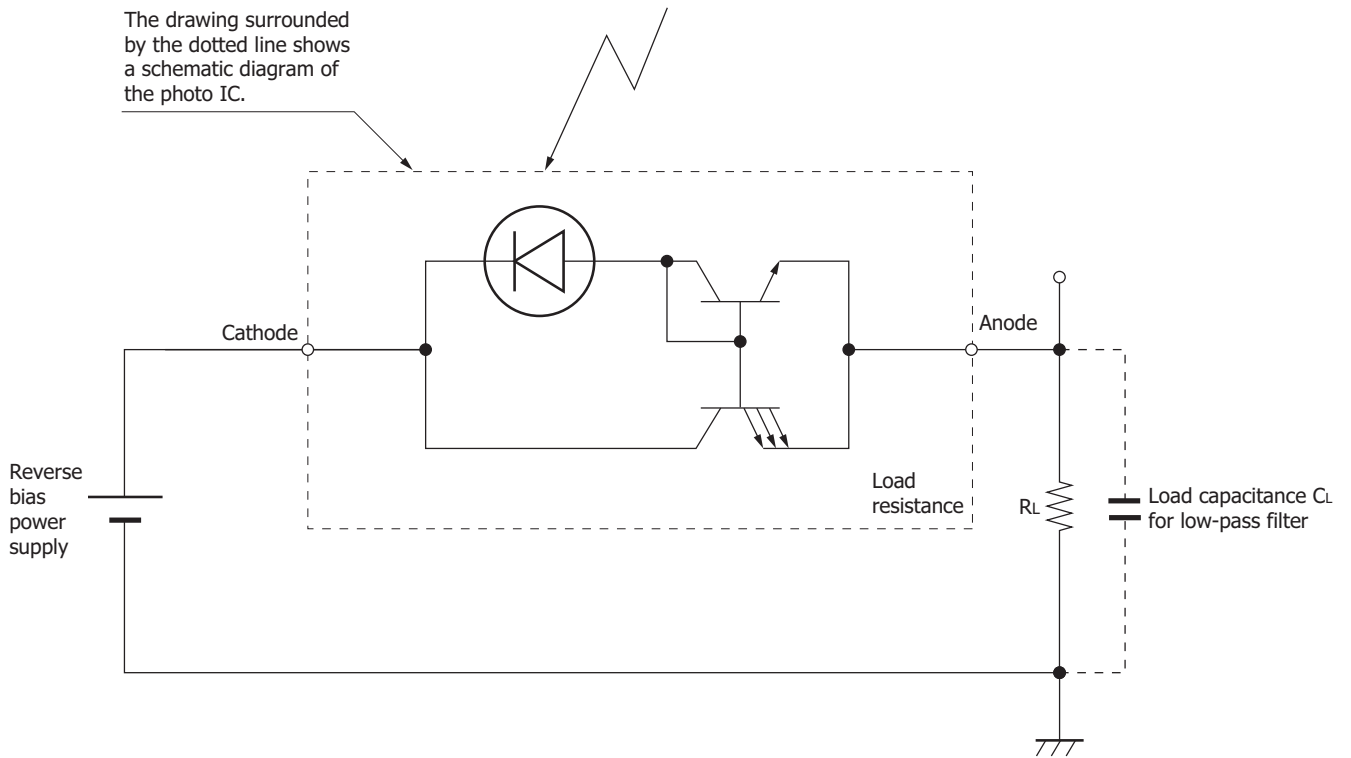 The drawing surrounded
by the dotted line shows
a schematic diagram of
the photo IC.
Cathode
Anode
Reverse
bias
power
supply
Load
resistance
RL
Load capacitance CL
for low-pass filter